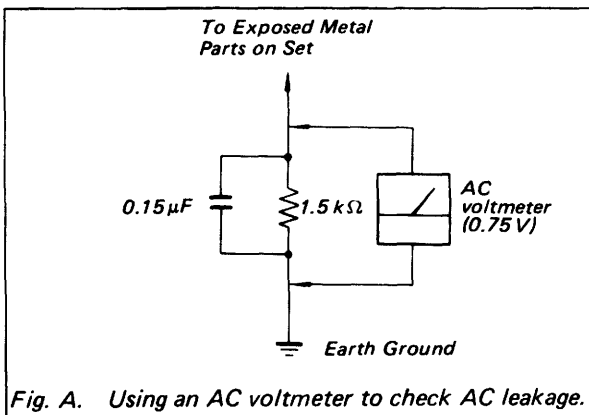 To Exposed Metal
Parts on Set
0.15μF
1.5 kΩ
AC
voltmeter
(0.75 V)
Earth Ground
Fig. A. Using an AC voltmeter to check AC leakage.